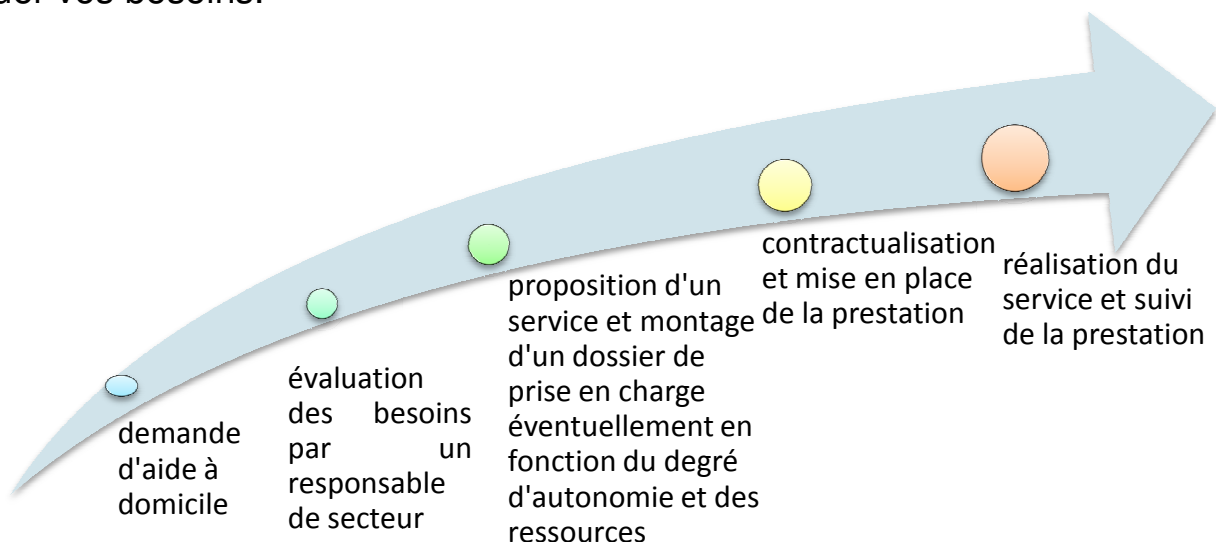 vos besoins.
demande
d'aide à
domicile
évaluation
des besoins
par un
responsable
de secteur
proposition d'un
service et montage
d'un dossier de
prise en charge
éventuellement en
fonction du degré
d'autonomie et des
ressources
contractualisation
et mise en place
de la prestation
réalisation du
service et suivi
de la prestation